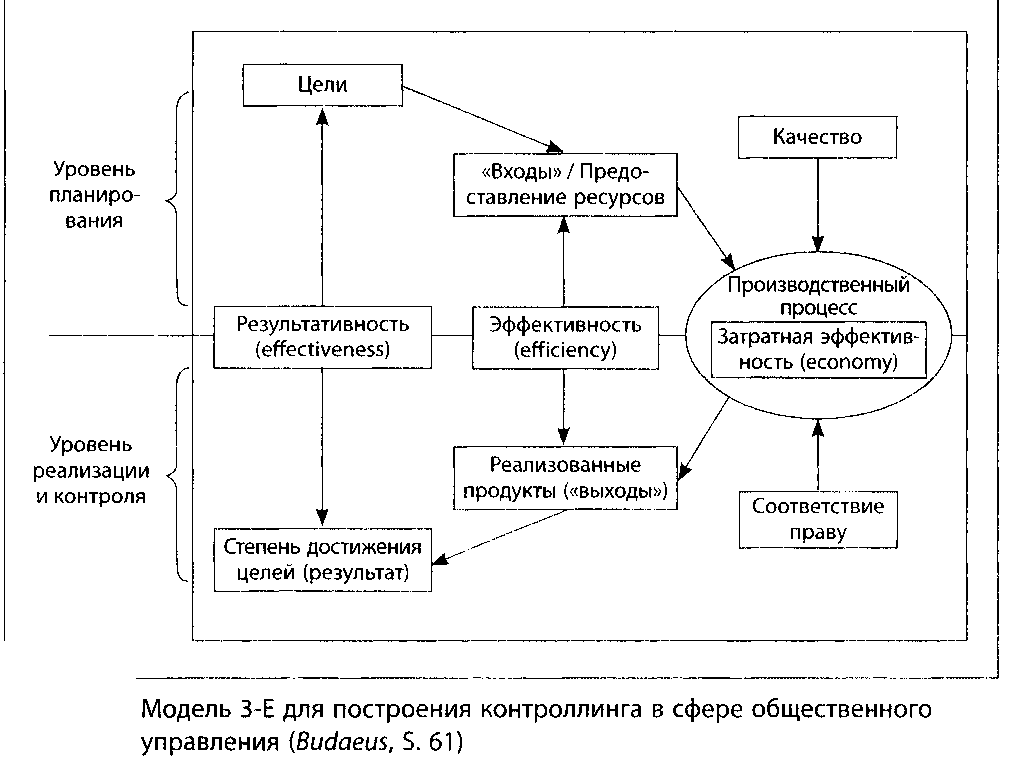 Цели
Качество
Уровень
планиро-
вания
«Входы» / Предо-
ставление ресурсов
Производственный
процесс
Результативность
(effectiveness)
Эффективность
(efficiency)
Затратная эффектив-
ность (economy)
Уровень
реализации
и контроля
Реализованные
продукты («выходы»)
Соответствие
праву
Степень достижения
целей (результат)
Модель 3-Е для построения контроллинга в сфере общественного
управления (Budaeus, S. 61)